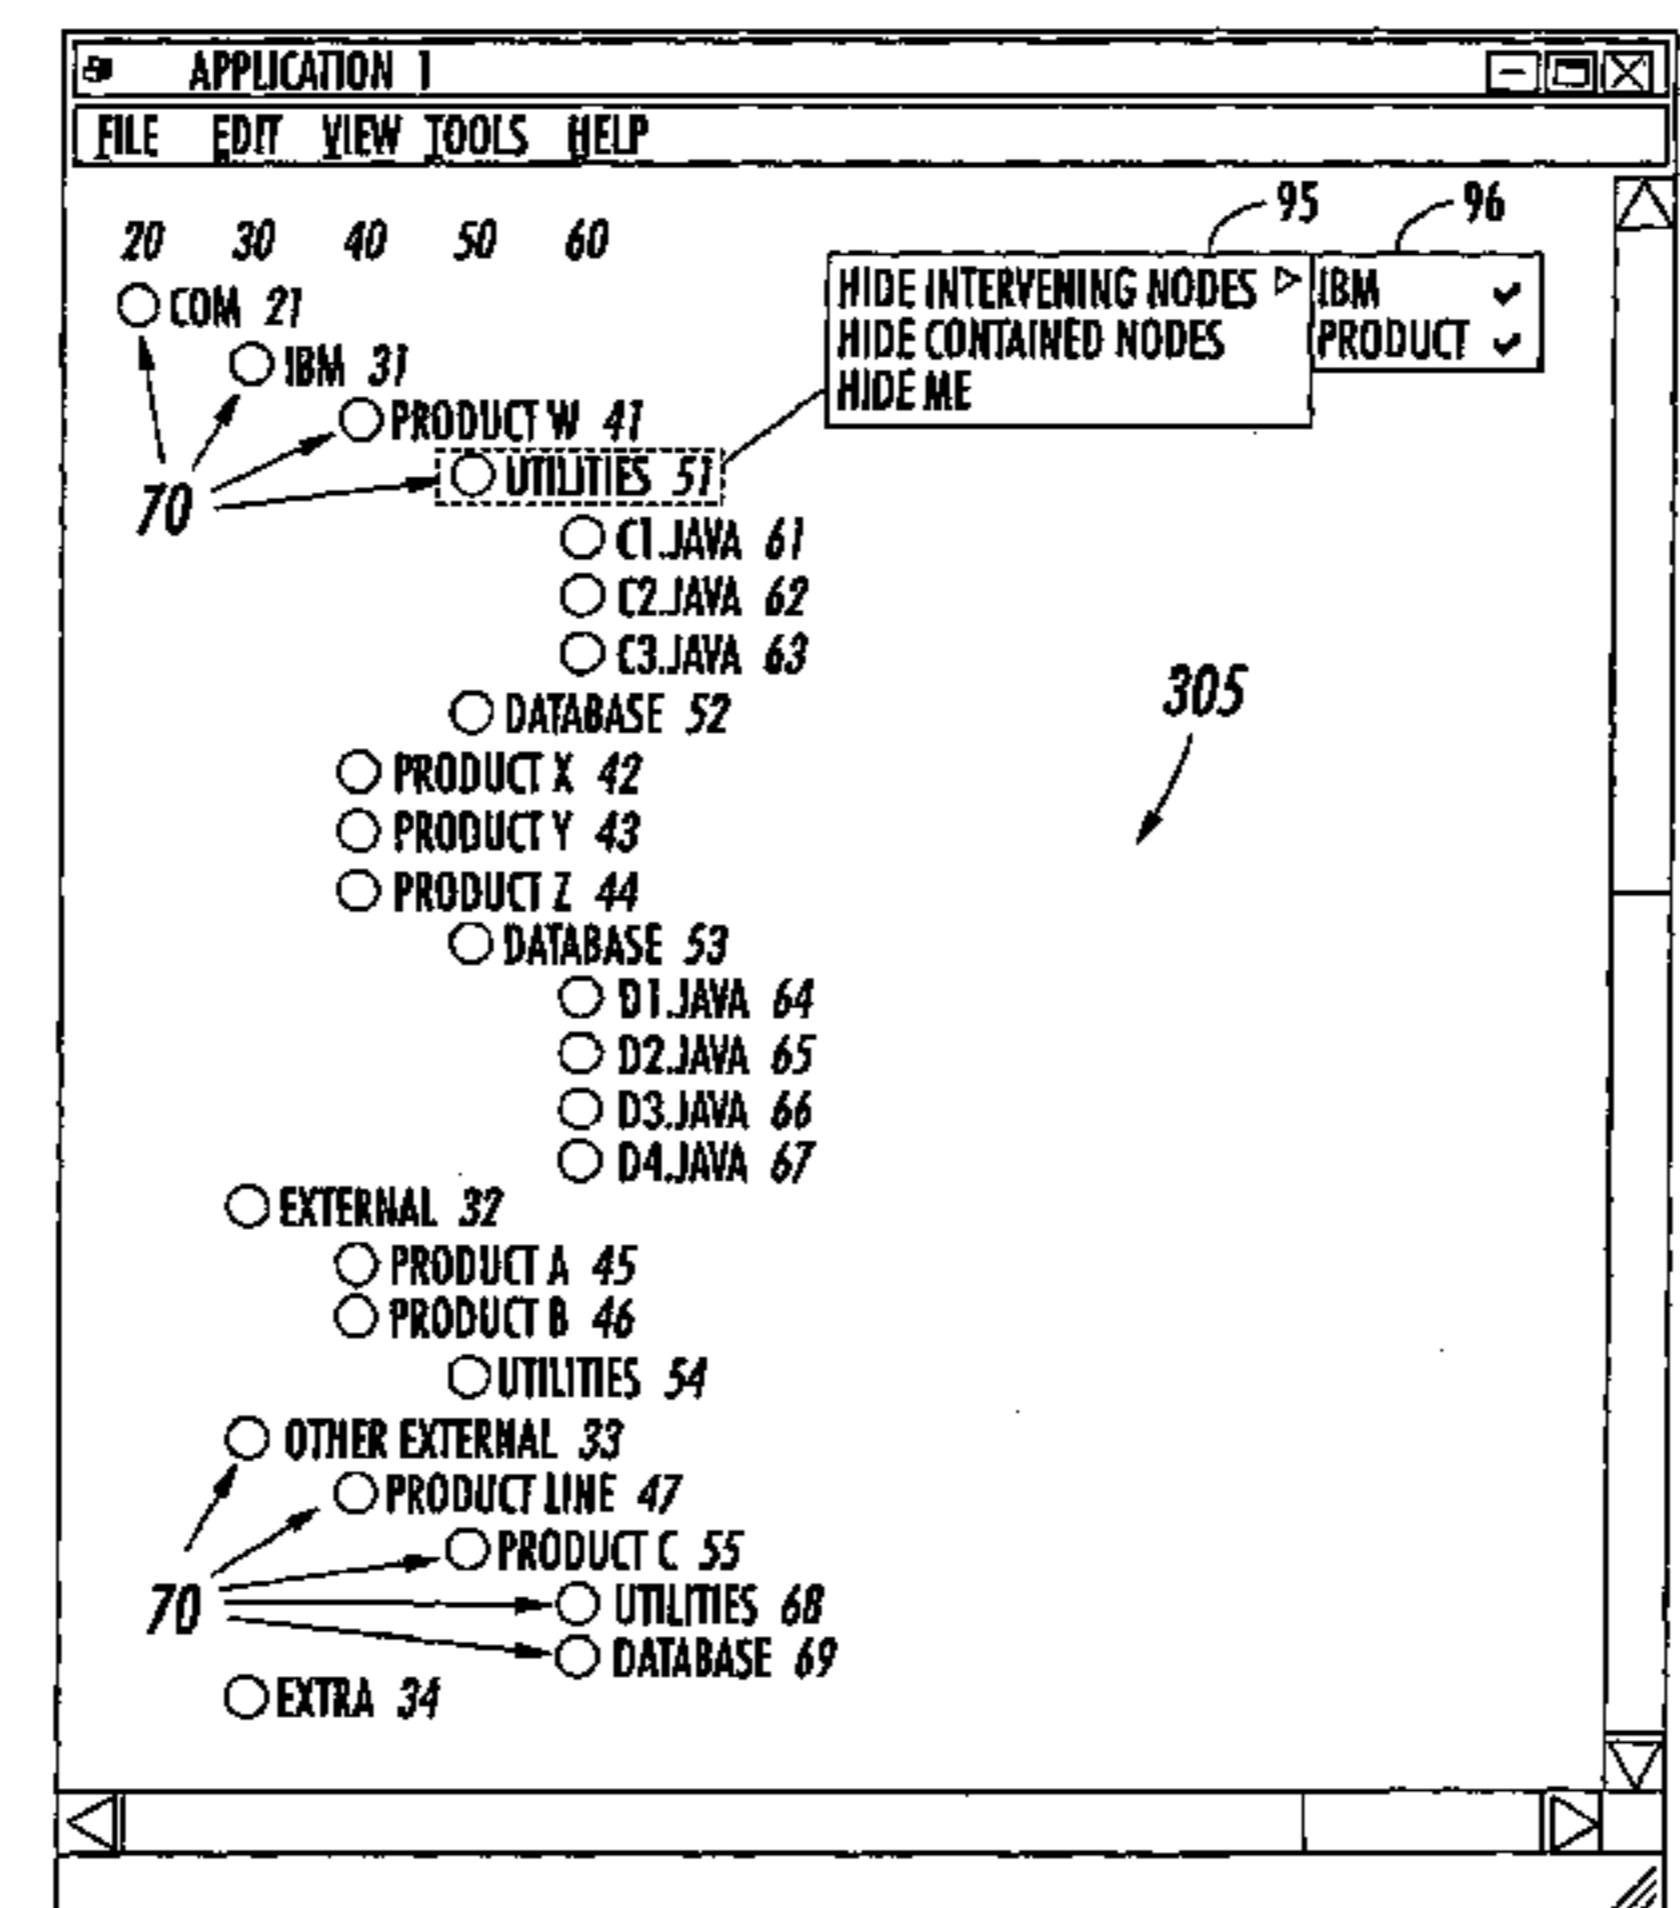 APPLICATION 1
FILE EDIT VIEW TOOLS HELP
95 96
20 30 40 50 60
HIDE INTERVENING NODES IBM
HIDE CONTAINED NODES PRODUCT
HIDE ME
COM 21
IBM 31
PRODUCT W 41
UTILITIES 51
70
C1.JAVA 61
C2.JAVA 62
C3.JAVA 63
305
DATABASE 52
PRODUCT X 42
PRODUCT Y 43
PRODUCT Z 44
DATABASE 53
D1.JAVA 64
D2.JAVA 65
D3.JAVA 66
D4.JAVA 67
EXTERNAL 32
PRODUCT A 45
PRODUCT B 46
UTILITIES 54
OTHER EXTERNAL 33
PRODUCT LINE 47
PRODUCT C 55
70
UTILITIES 68
DATABASE 69
EXTRA 34